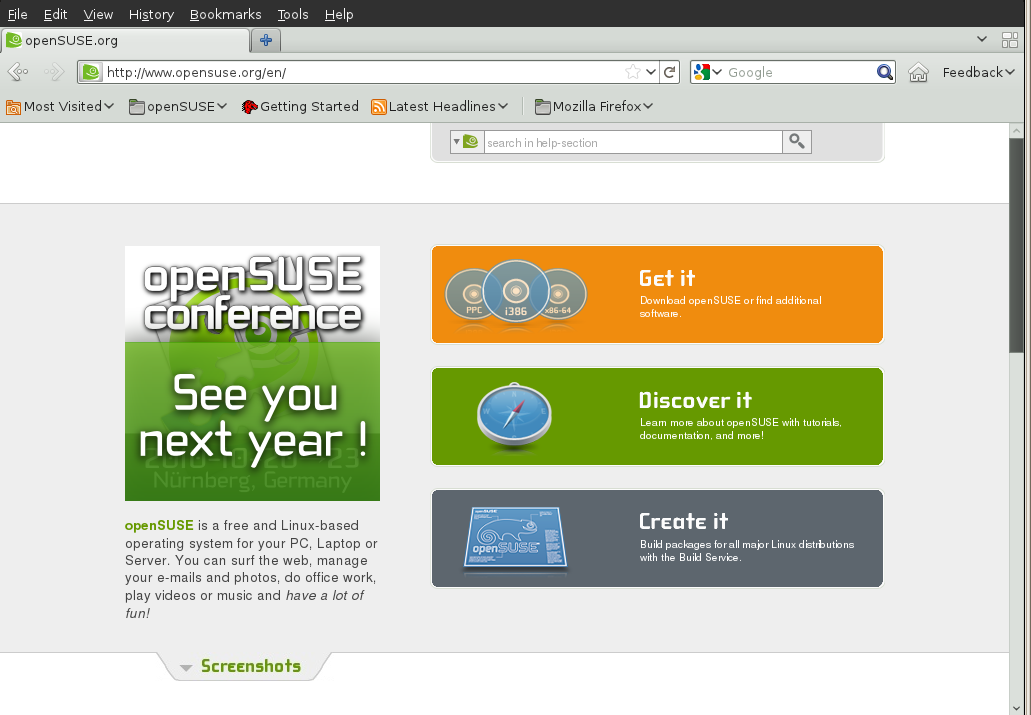 File Edit View History Bookmarks Tools Help
openSUSE.org
http://www.opensuse.org/en/ Google Feedback
Most Visited openSUSE Getting Started Latest Headlines Mozilla Firefox
search in help-section
openSUSE
conference
See you
next year !
2010-10-20 - 23
Nürnberg, Germany
openSUSE is a free and Linux-based
operating system for your PC, Laptop or
Server. You can surf the web, manage
your e-mails and photos, do office work,
play videos or music and have a lot of
fun!
PPC i386 x86-64
Get it
Download openSUSE or find additional
software.
Discover it
Learn more about openSUSE with tutorials,
documentation, and more!
openSUSE
Create it
Build packages for all major Linux distributions
with the Build Service.
Screenshots